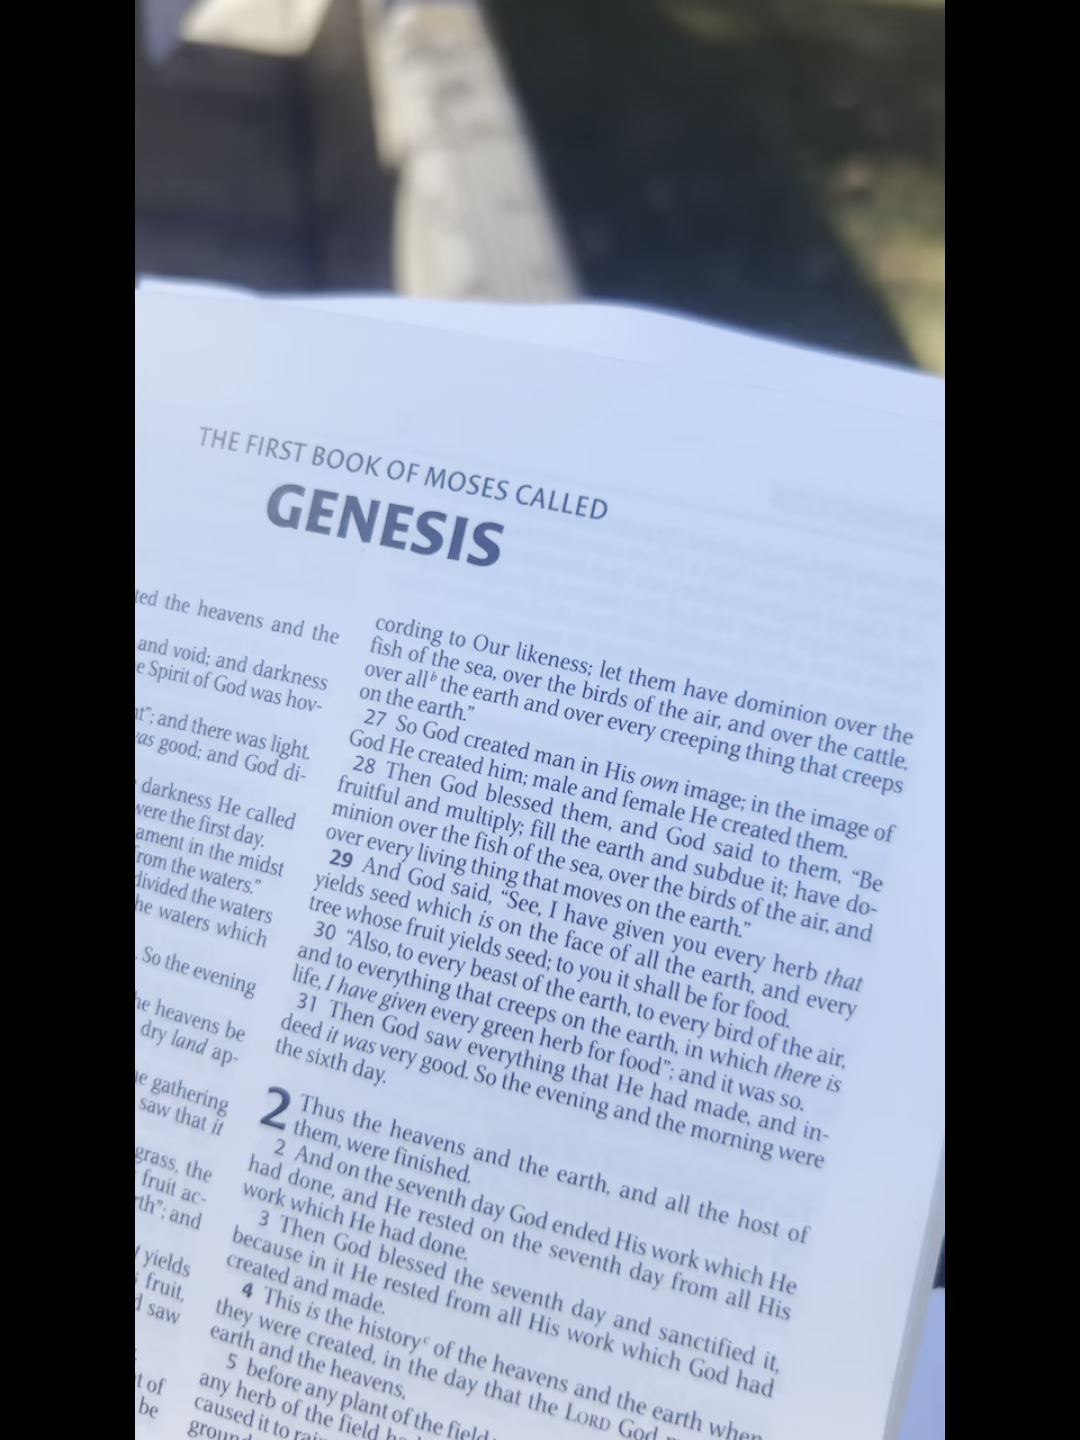 THE FIRST BOOK OF MOSES CALLED
GENESIS
the heavens and the
and void; and darkness
Spirit of God was hov-
and there was light.
good; and God di-
darkness He called
were the first day.
in the midst
from the waters.”
divided the waters
waters which
So the evening
heavens be
dry land ap-
gathering
saw that it
grass, the
fruit ac-
and
yields
fruit,
saw
of
be
cording to Our likeness; let them have dominion over the
fish of the sea, over the birds of the air, and over the cattle,
over allb the earth and over every creeping thing that creeps
on the earth.”
27 So God created man in His own image; in the image of
God He created him; male and female He created them.
28 Then God blessed them, and God said to them, “Be
fruitful and multiply; fill the earth and subdue it; have do-
minion over the fish of the sea, over the birds of the air, and
over every living thing that moves on the earth.”
29 And God said, “See, I have given you every herb that
yields seed which is on the face of all the earth, and every
tree whose fruit yields seed; to you it shall be for food.
30 “Also, to every beast of the earth, to every bird of the air,
and to everything that creeps on the earth, in which there is
life, I have given every green herb for food”; and it was so.
31 Then God saw everything that He had made, and in-
deed it was very good. So the evening and the morning were
the sixth day.
2 Thus the heavens and the earth, and all the host of
them, were finished.
2 And on the seventh day God ended His work which He
had done, and He rested on the seventh day from all His
work which He had done.
3 Then God blessed the seventh day and sanctified it,
because in it He rested from all His work which God had
created and made.
4 This is the historyc of the heavens and the earth when
they were created, in the day that the LORD God
earth and the heavens,
5 before any plant of the field
any herb of the field
caused it to